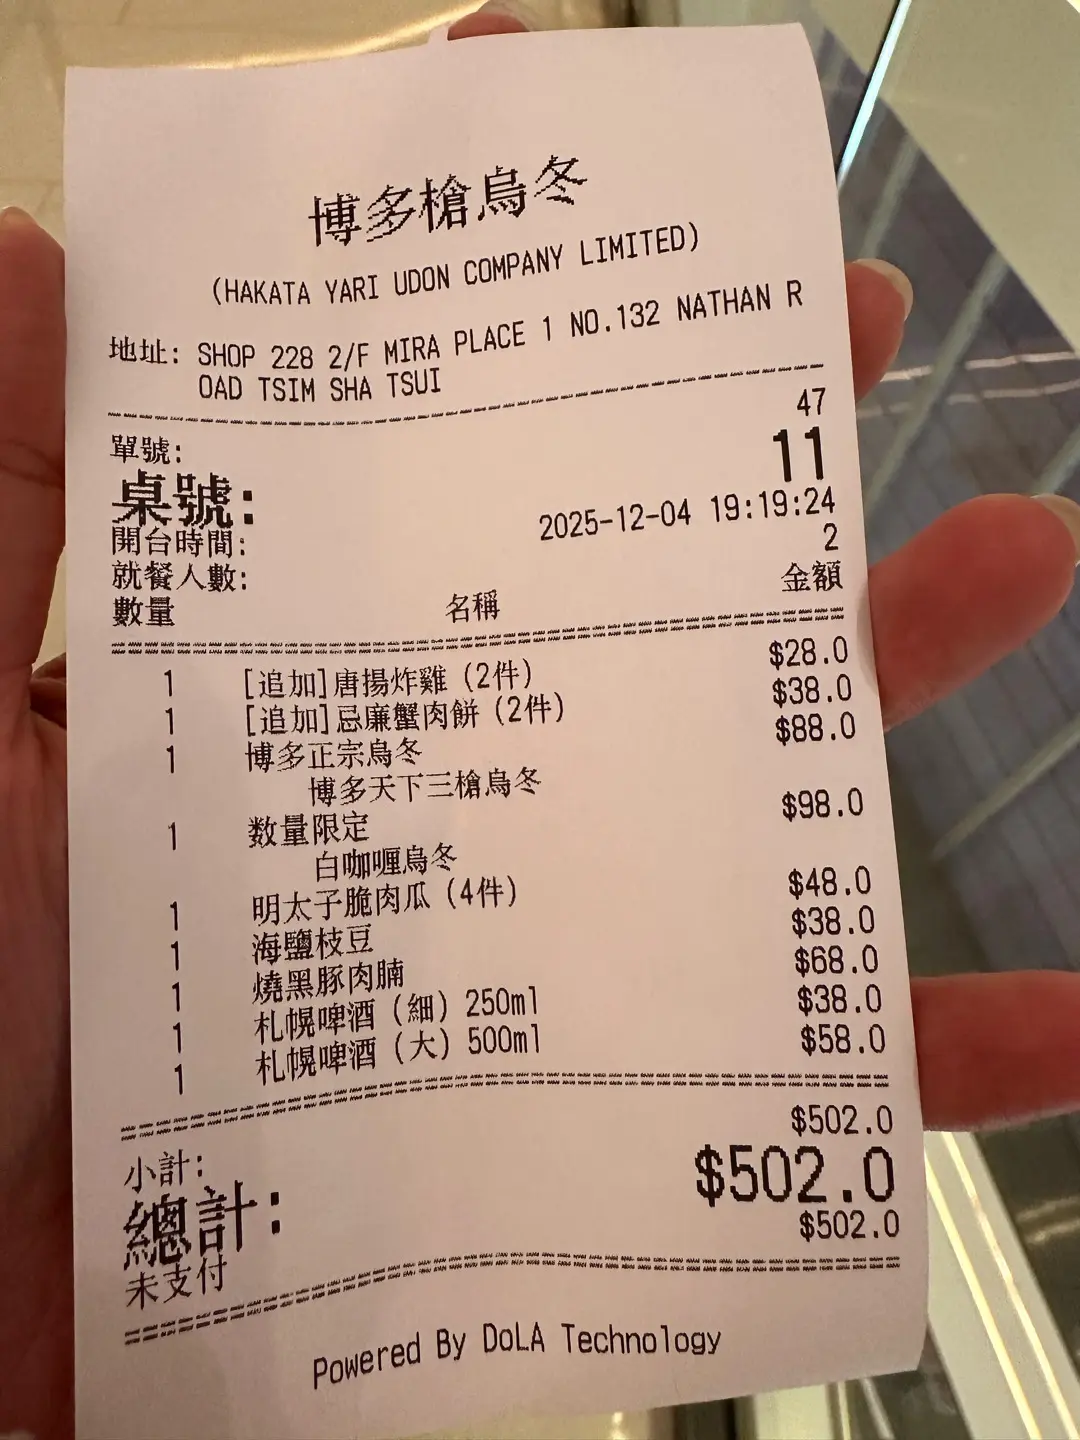 博多槍烏冬
(HAKATA YARI UDON COMPANY LIMITED)
地址: SHOP 228 2/F MIRA PLACE 1 NO.132 NATHAN R
OAD TSIM SHA TSUI
單號: 47
桌號: 11
開台時間: 2025-12-04 19:19:24
就餐人數: 2
數量 名稱 金額
1 [追加]唐揚炸雞 (2件) $28.0
1 [追加]忌廉蟹肉餅 (2件) $38.0
1 博多正宗烏冬 $88.0
博多天下三槍烏冬
1 数量限定 $98.0
白咖喱烏冬
1 明太子脆肉瓜 (4件) $48.0
1 海鹽枝豆 $38.0
1 燒黑豚肉腩 $68.0
1 札幌啤酒 (細) 250ml $38.0
1 札幌啤酒 (大) 500ml $58.0
小計: $502.0
總計: $502.0
未支付 $502.0
Powered By DoLA Technology